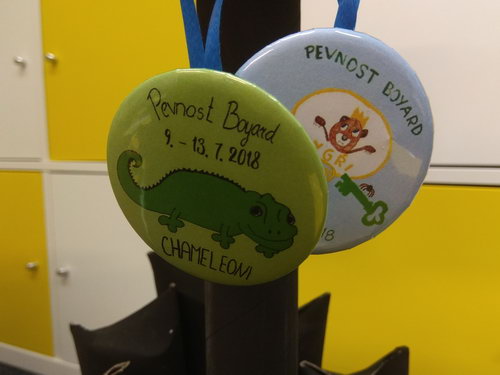 Pevnost Boyard
9. - 13. 7. 2018
CHAMELEONI
PEVNOST BOYARD